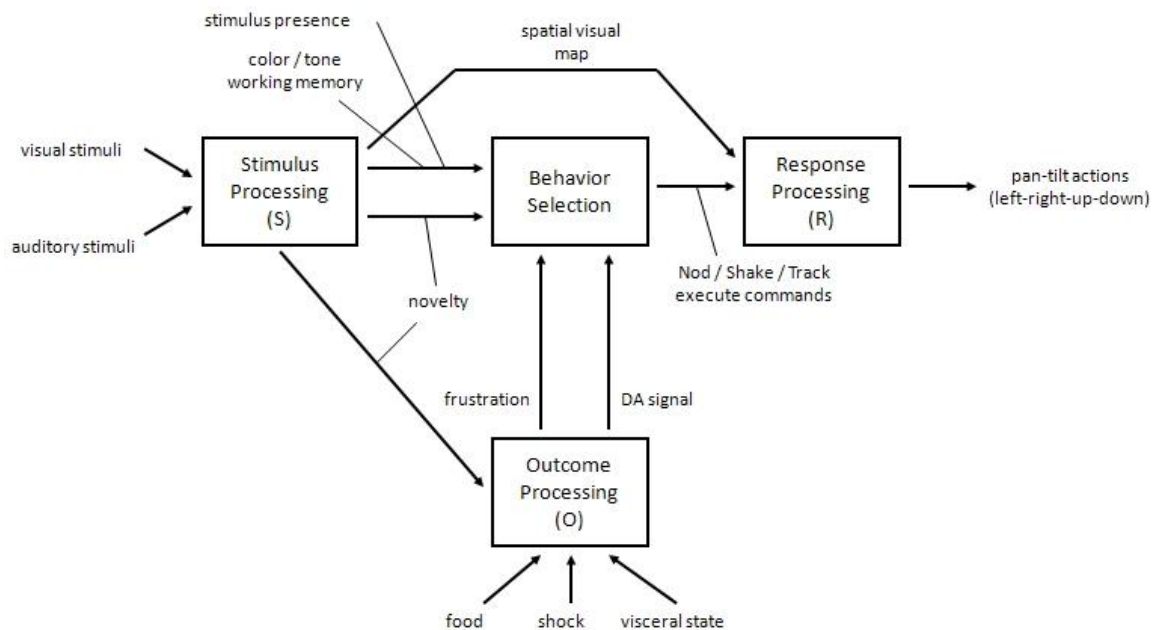 stimulus presence
color / tone
working memory
spatial visual
map
visual stimuli
auditory stimuli
Stimulus
Processing
(S)
Behavior
Selection
Response
Processing
(R)
pan-tilt actions
(left-right-up-down)
novelty
Nod / Shake / Track
execute commands
frustration
DA signal
Outcome
Processing
(O)
food
shock
visceral state